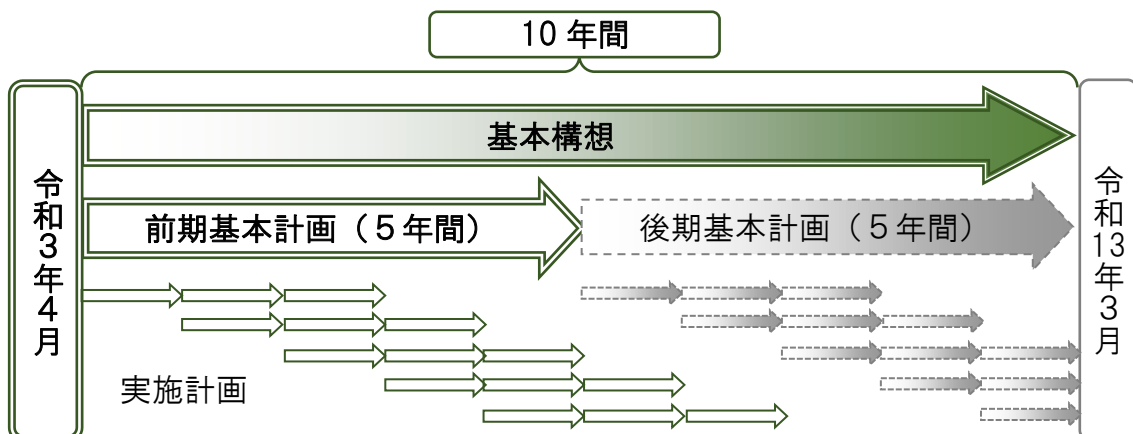 10年間
基本構想
令和３年４月
前期基本計画（５年間）
後期基本計画（５年間）
令和13年３月
実施計画